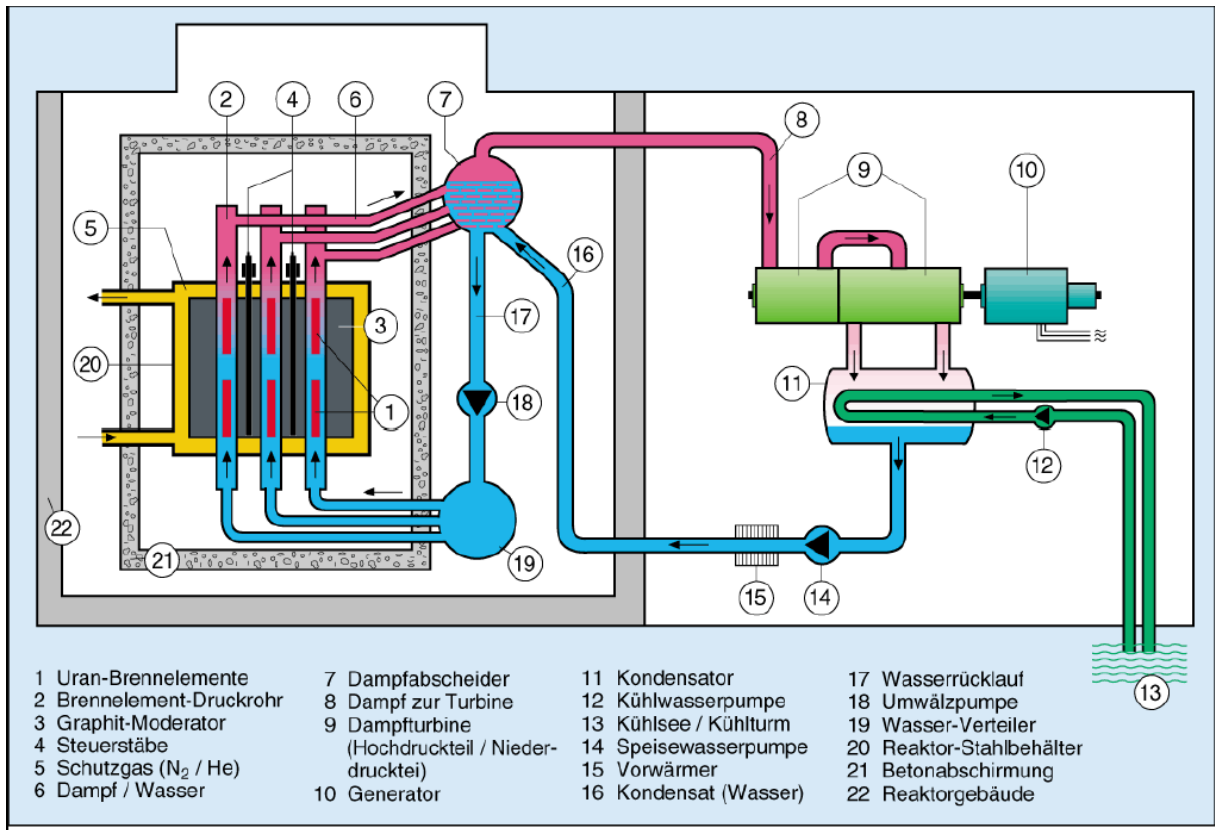 2
4
6
7
8
9
10
5
16
3
17
11
20
18
1
12
22
21
19
15
14
13
1 Uran-Brennelemente
2 Brennelement-Druckrohr
3 Graphit-Moderator
4 Steuerstäbe
5 Schutzgas (N₂ / He)
6 Dampf / Wasser
7 Dampfabscheider
8 Dampf zur Turbine
9 Dampfturbine
(Hochdruckteil / Nieder-
drucktei)
10 Generator
11 Kondensator
12 Kühlwasserpumpe
13 Kühlsee / Kühlturm
14 Speisewasserpumpe
15 Vorwärmer
16 Kondensat (Wasser)
17 Wasserrücklauf
18 Umwälzpumpe
19 Wasser-Verteiler
20 Reaktor-Stahlbehälter
21 Betonabschirmung
22 Reaktorgebäude